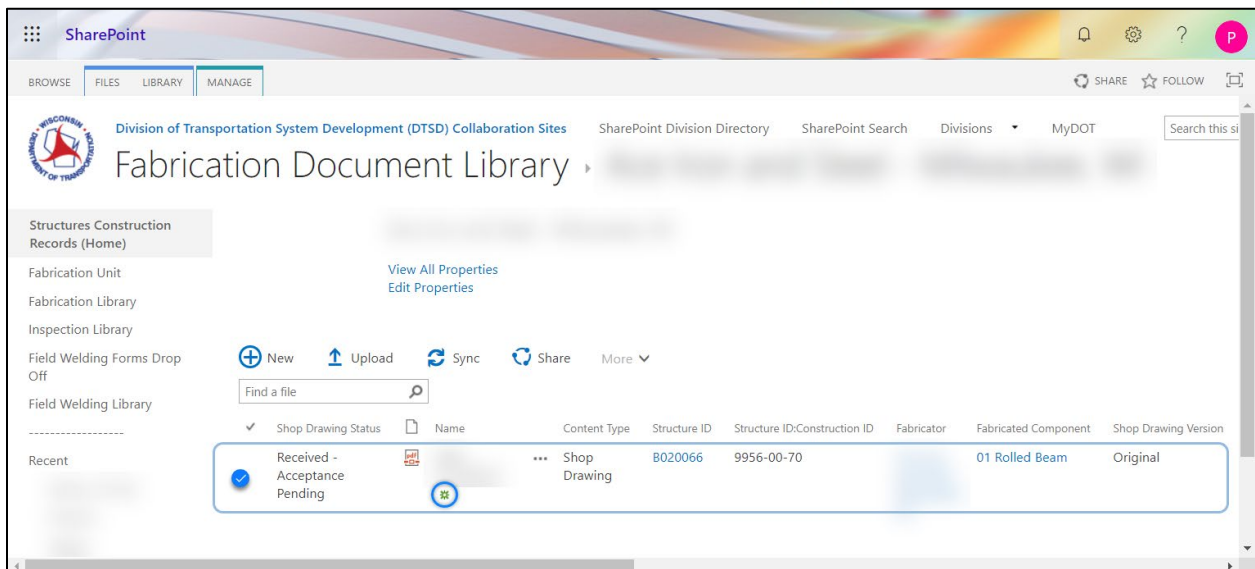 SharePoint
?
P
BROWSE FILES LIBRARY MANAGE SHARE FOLLOW
WISCONSIN
DEPARTMENT OF TRANSPORTATION
Division of Transportation System Development (DTSD) Collaboration Sites SharePoint Division Directory SharePoint Search Divisions MyDOT Search this si
Fabrication Document Library
Structures Construction
Records (Home)
Fabrication Unit
Fabrication Library
Inspection Library
Field Welding Forms Drop
Off
Field Welding Library
------------------
Recent
View All Properties
Edit Properties
New Upload Sync Share More
Find a file
Shop Drawing Status Name Content Type Structure ID Structure ID:Construction ID Fabricator Fabricated Component Shop Drawing Version
Received - ... Shop B020066 9956-00-70 01 Rolled Beam Original
Acceptance Drawing
Pending